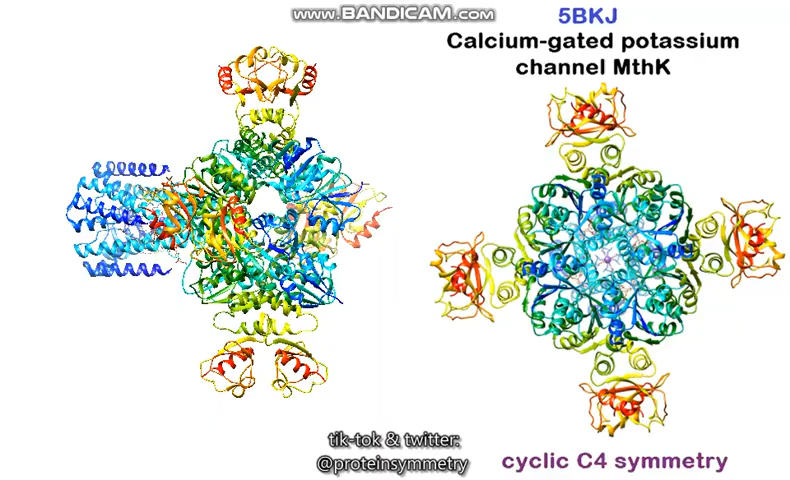 www.BANDICAM.com
5BKJ
Calcium-gated potassium
channel MthK
tik-tok & twitter:
@proteinsymmetry
cyclic C4 symmetry